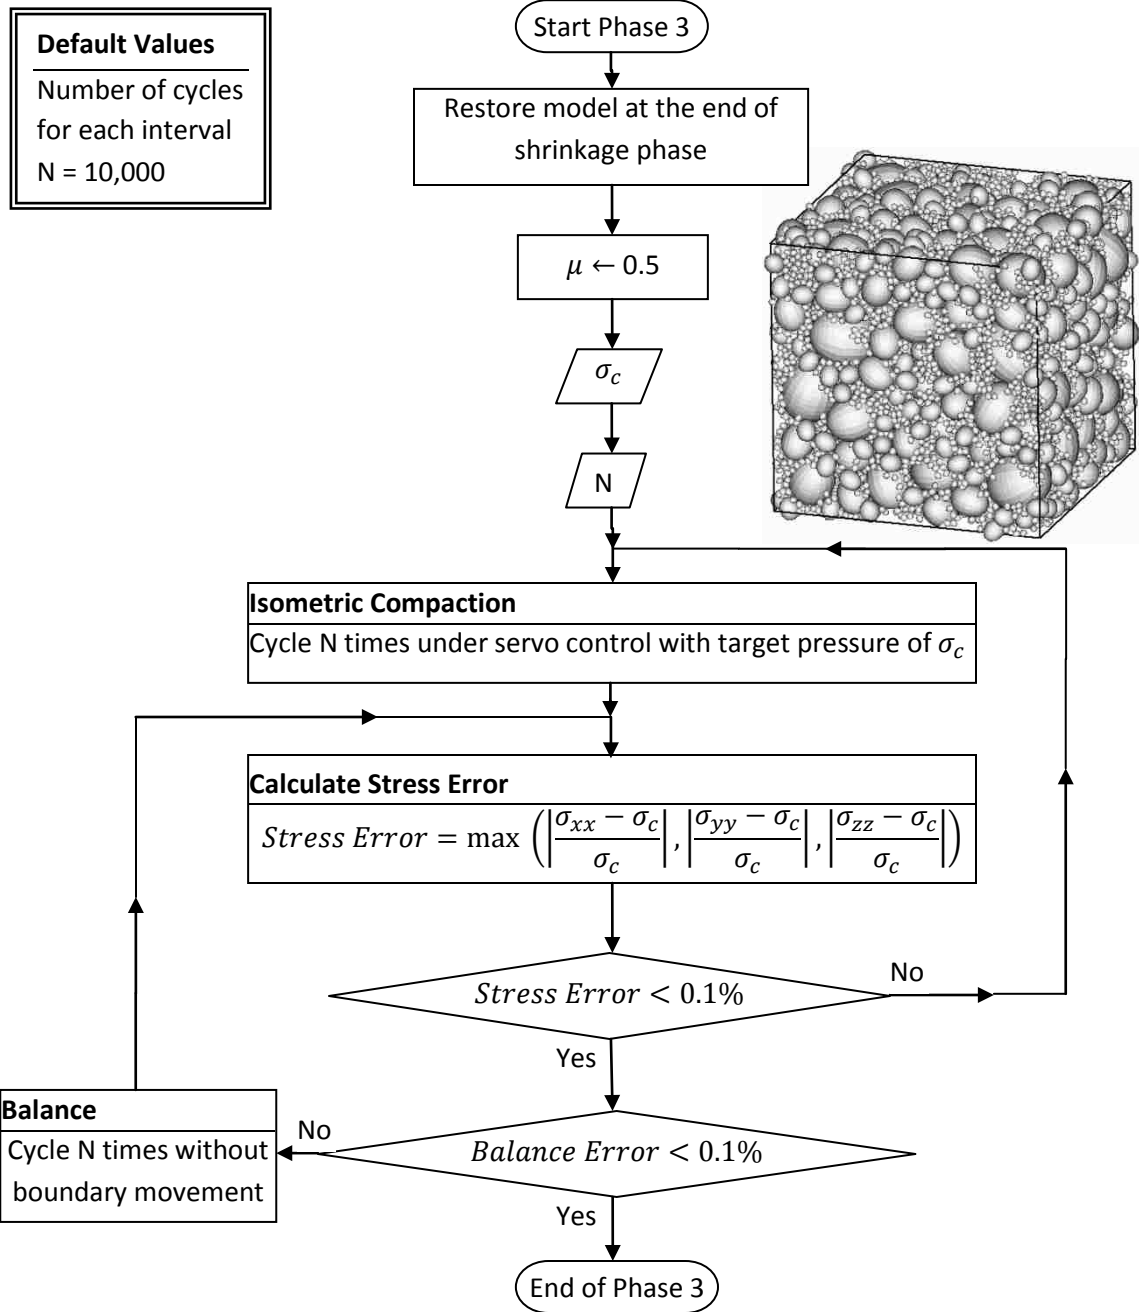 Default Values
Number of cycles
for each interval
N = 10,000
Start Phase 3
Restore model at the end of
shrinkage phase
μ ← 0.5
σ_c
N
Isometric Compaction
Cycle N times under servo control with target pressure of σ_c
Calculate Stress Error
Stress Error = max (|σ_xx − σ_c / σ_c|, |σ_yy − σ_c / σ_c|, |σ_zz − σ_c / σ_c|)
Stress Error < 0.1%
No
Yes
Balance Error < 0.1%
No
Balance
Cycle N times without
boundary movement
Yes
End of Phase 3